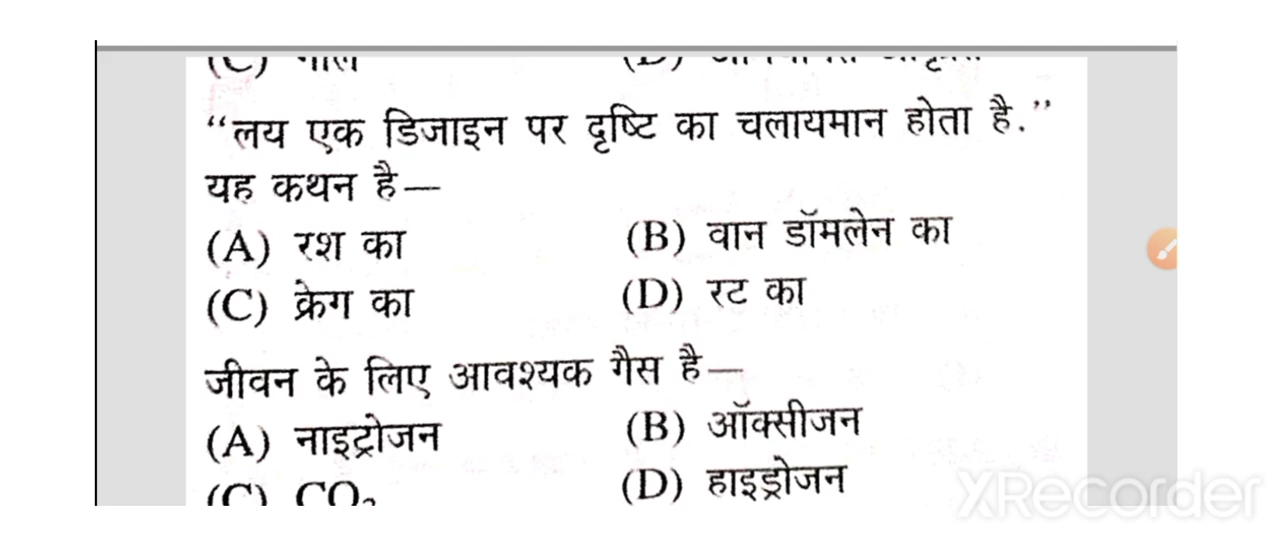 (C) गोल
“लय एक डिजाइन पर दृष्टि का चलायमान होता है.”
यह कथन है—
(A) रश का (B) वान डॉमलेन का
(C) क्रेग का (D) रट का
जीवन के लिए आवश्यक गैस है—
(A) नाइट्रोजन (B) ऑक्सीजन
(C) CO₂ (D) हाइड्रोजन
XRecorder